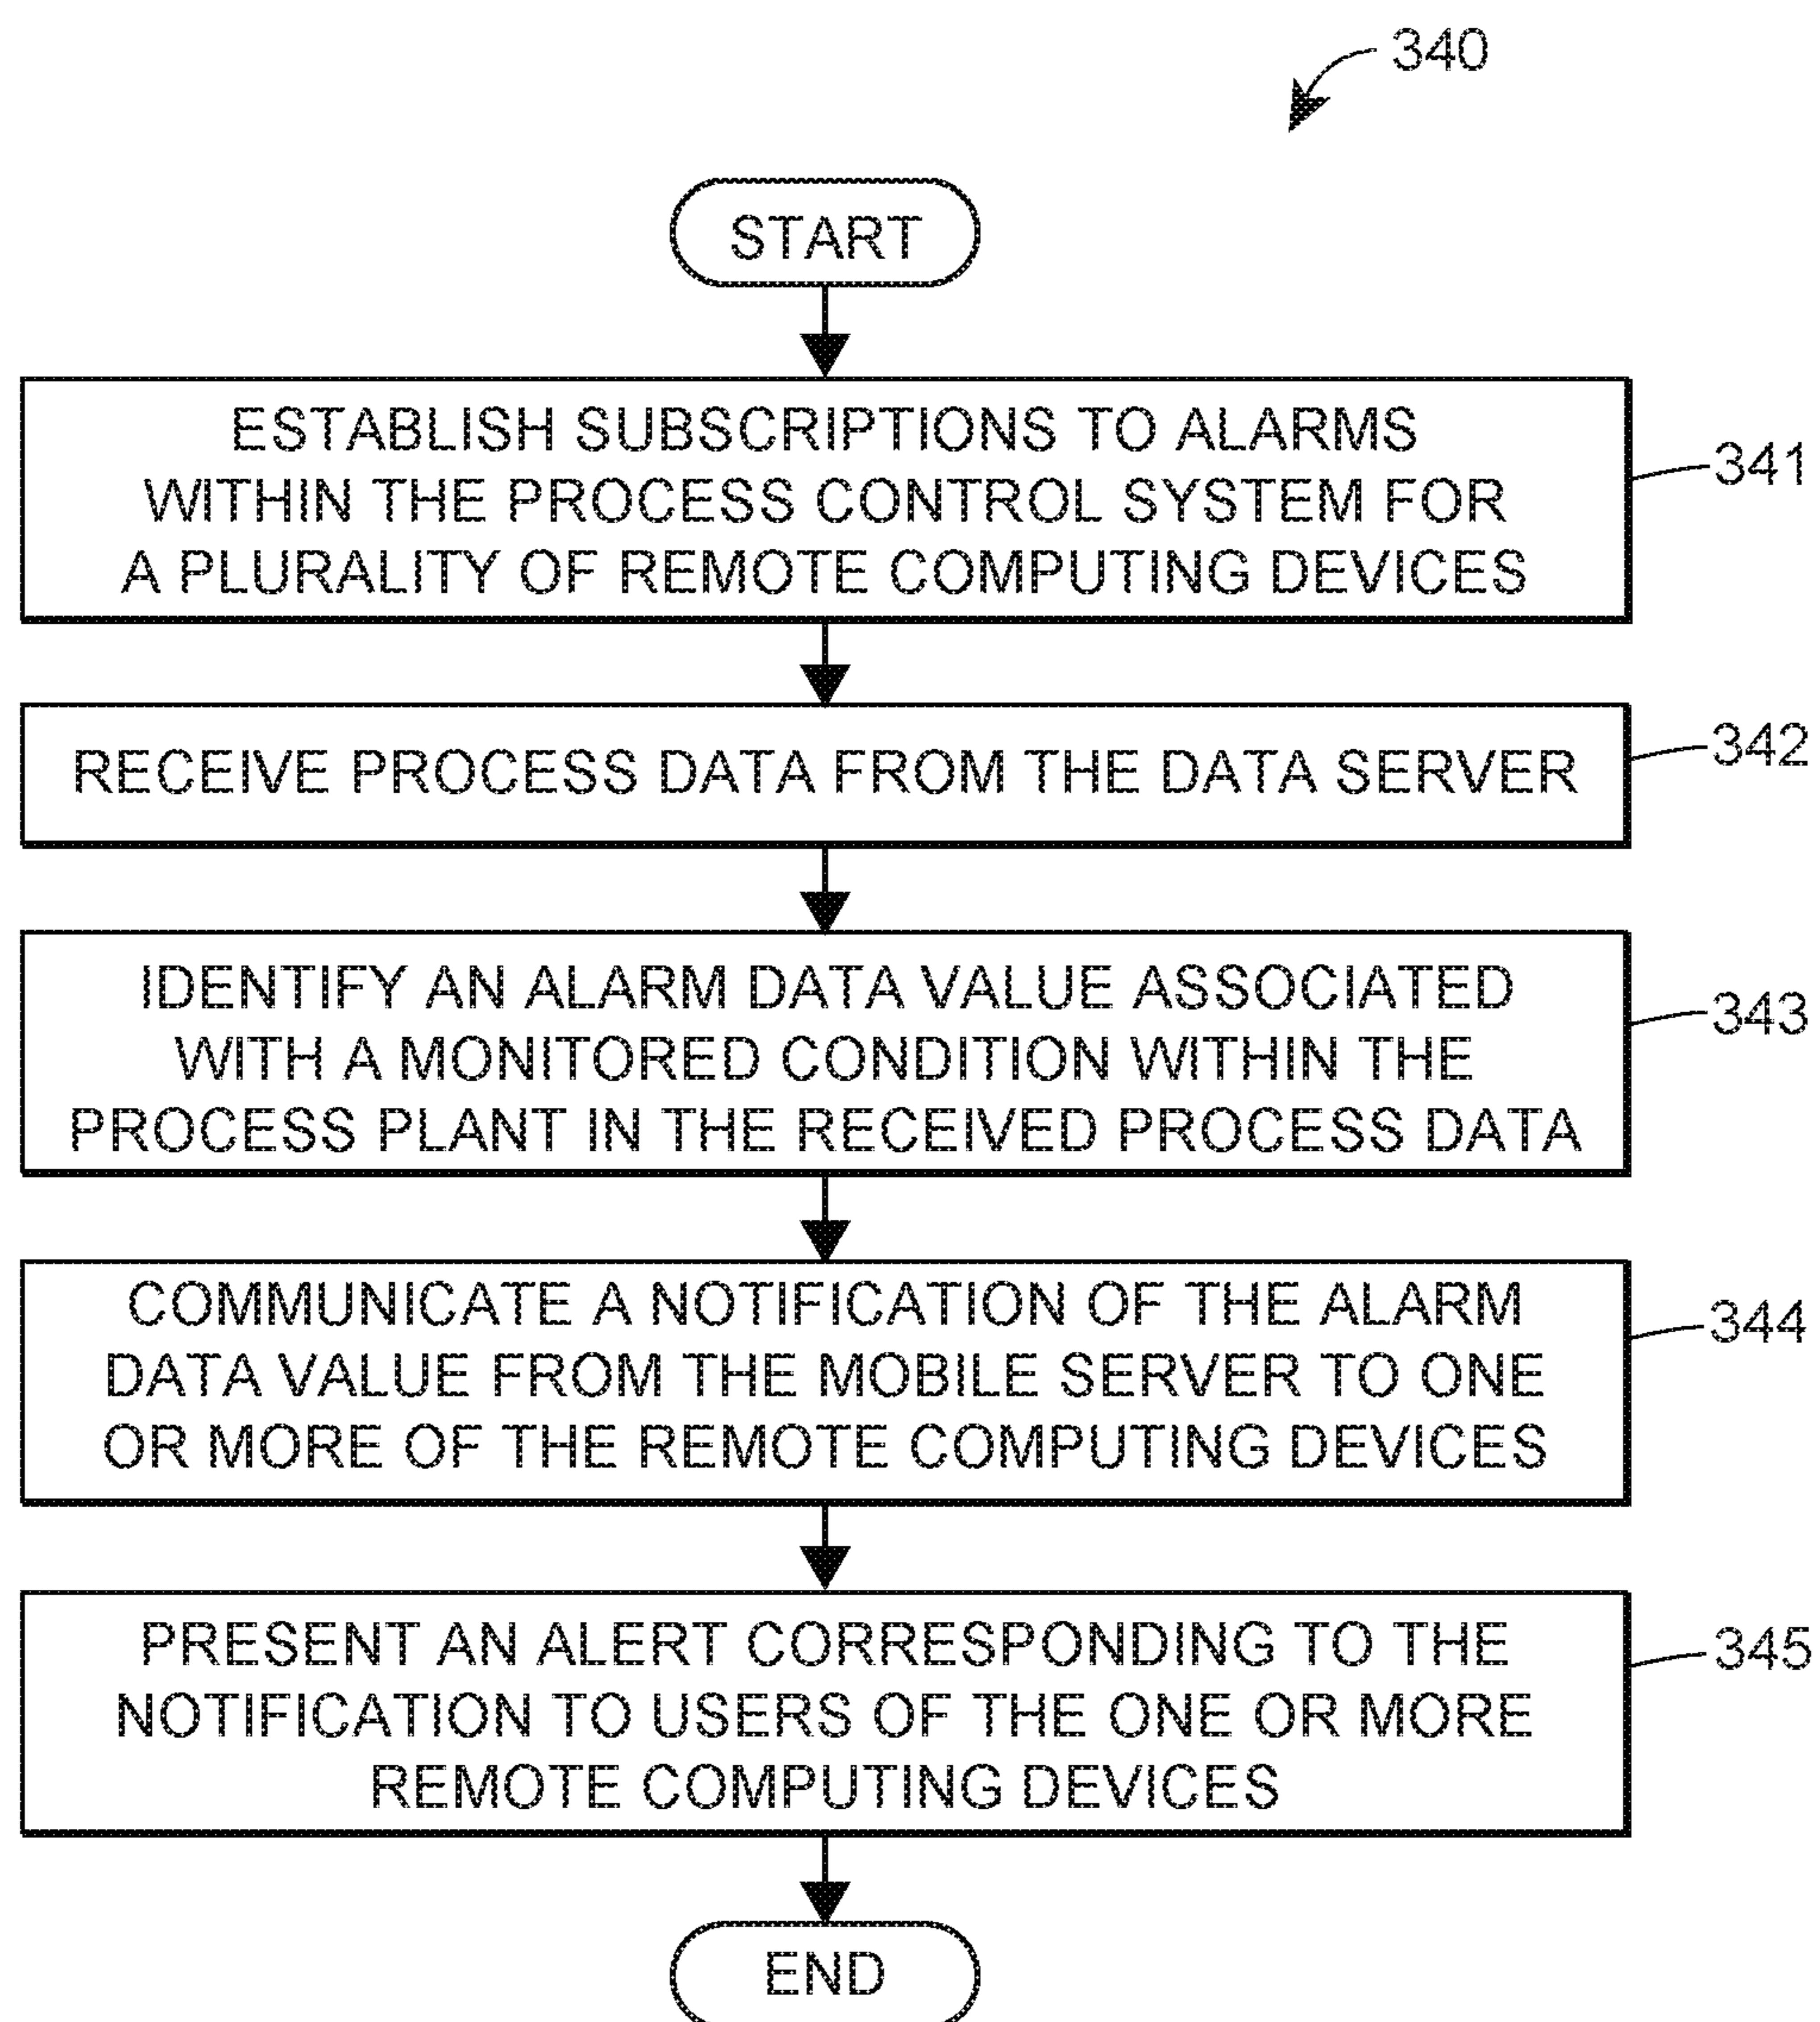 340
START
ESTABLISH SUBSCRIPTIONS TO ALARMS
WITHIN THE PROCESS CONTROL SYSTEM FOR
A PLURALITY OF REMOTE COMPUTING DEVICES
341
RECEIVE PROCESS DATA FROM THE DATA SERVER
342
IDENTIFY AN ALARM DATA VALUE ASSOCIATED
WITH A MONITORED CONDITION WITHIN THE
PROCESS PLANT IN THE RECEIVED PROCESS DATA
343
COMMUNICATE A NOTIFICATION OF THE ALARM
DATA VALUE FROM THE MOBILE SERVER TO ONE
OR MORE OF THE REMOTE COMPUTING DEVICES
344
PRESENT AN ALERT CORRESPONDING TO THE
NOTIFICATION TO USERS OF THE ONE OR MORE
REMOTE COMPUTING DEVICES
345
END